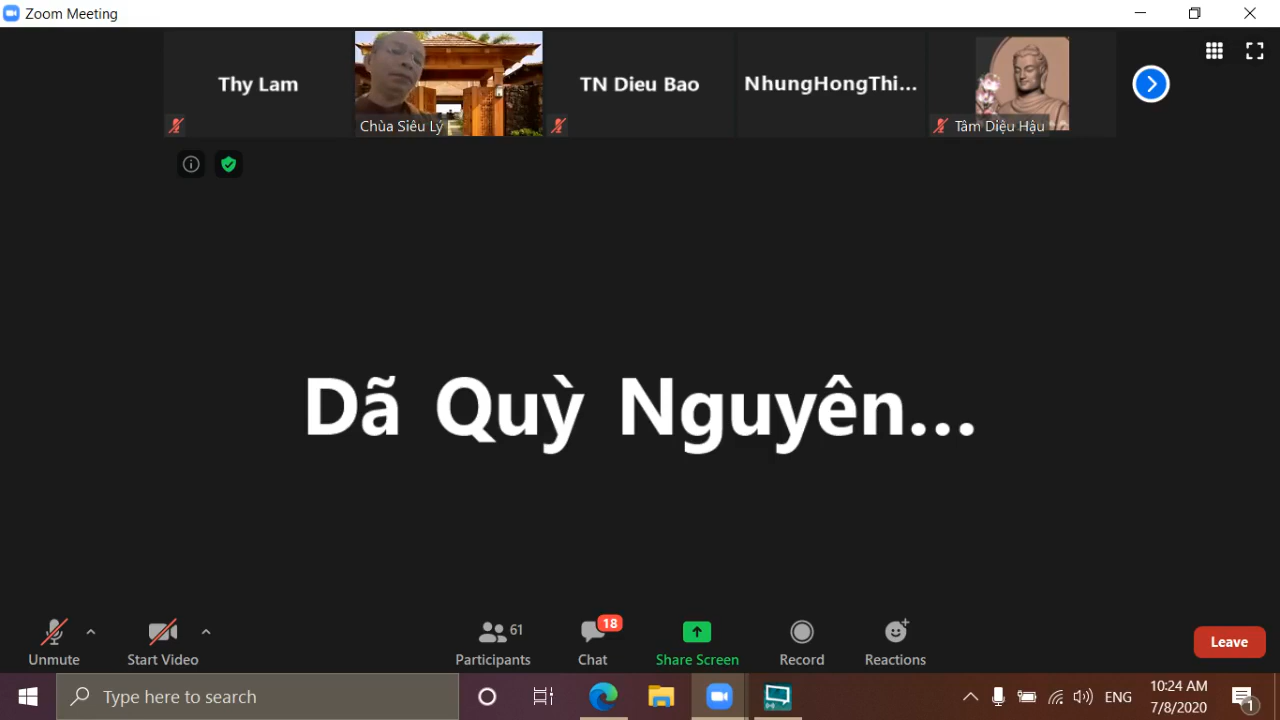 Zoom Meeting
Thy Lam
Chùa Siêu Lý
TN Dieu Bao
NhungHongThi...
Tâm Diệu Hậu
Dã Quỳ Nguyên...
Unmute
Start Video
61
Participants
18
Chat
Share Screen
Record
Reactions
Leave
Type here to search
ENG
10:24 AM
7/8/2020
1